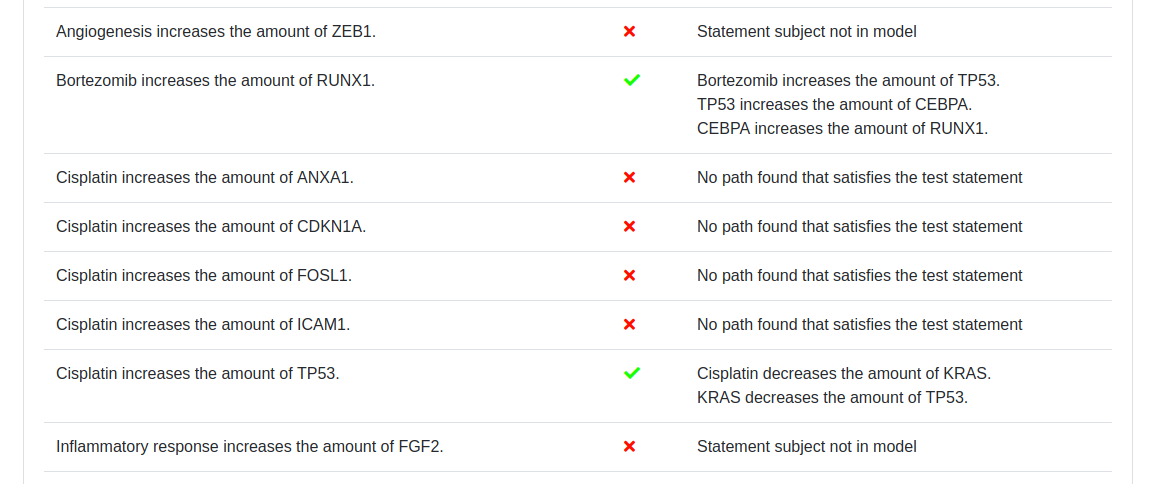 Angiogenesis increases the amount of ZEB1.
Statement subject not in model
Bortezomib increases the amount of RUNX1.
Bortezomib increases the amount of TP53.
TP53 increases the amount of CEBPA.
CEBPA increases the amount of RUNX1.
Cisplatin increases the amount of ANXA1.
No path found that satisfies the test statement
Cisplatin increases the amount of CDKN1A.
No path found that satisfies the test statement
Cisplatin increases the amount of FOSL1.
No path found that satisfies the test statement
Cisplatin increases the amount of ICAM1.
No path found that satisfies the test statement
Cisplatin increases the amount of TP53.
Cisplatin decreases the amount of KRAS.
KRAS decreases the amount of TP53.
Inflammatory response increases the amount of FGF2.
Statement subject not in model